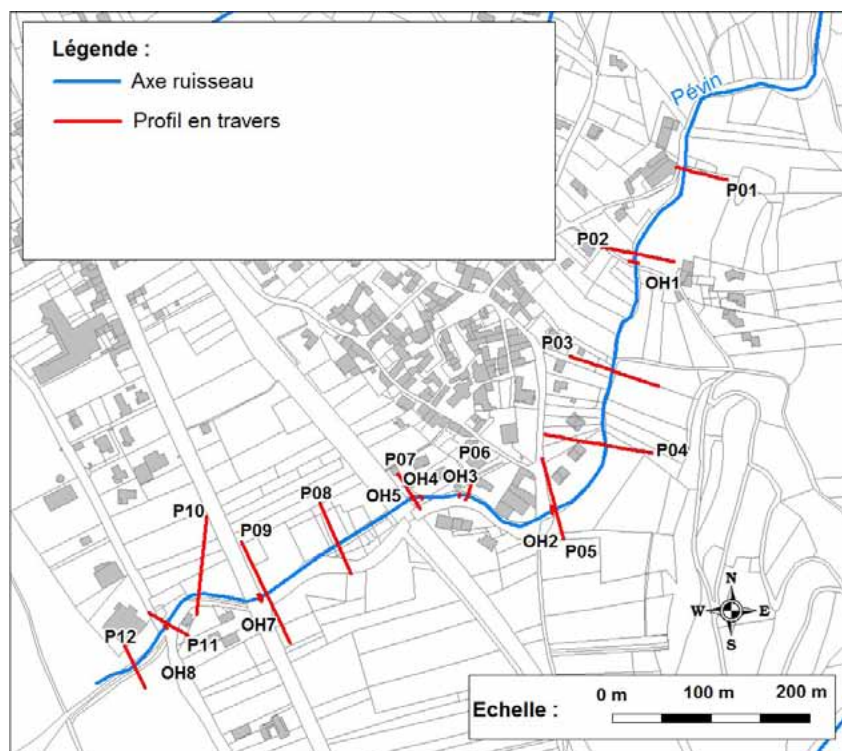 Légende :
Axe ruisseau
Profil en travers
Pévin
P01
P02
OH1
P03
P04
P06
P07
OH3
OH4
OH5
P08
P10
P09
OH2
P05
OH7
P11
P12
OH8
N
W
E
S
0 m
100 m
200 m
Echelle :